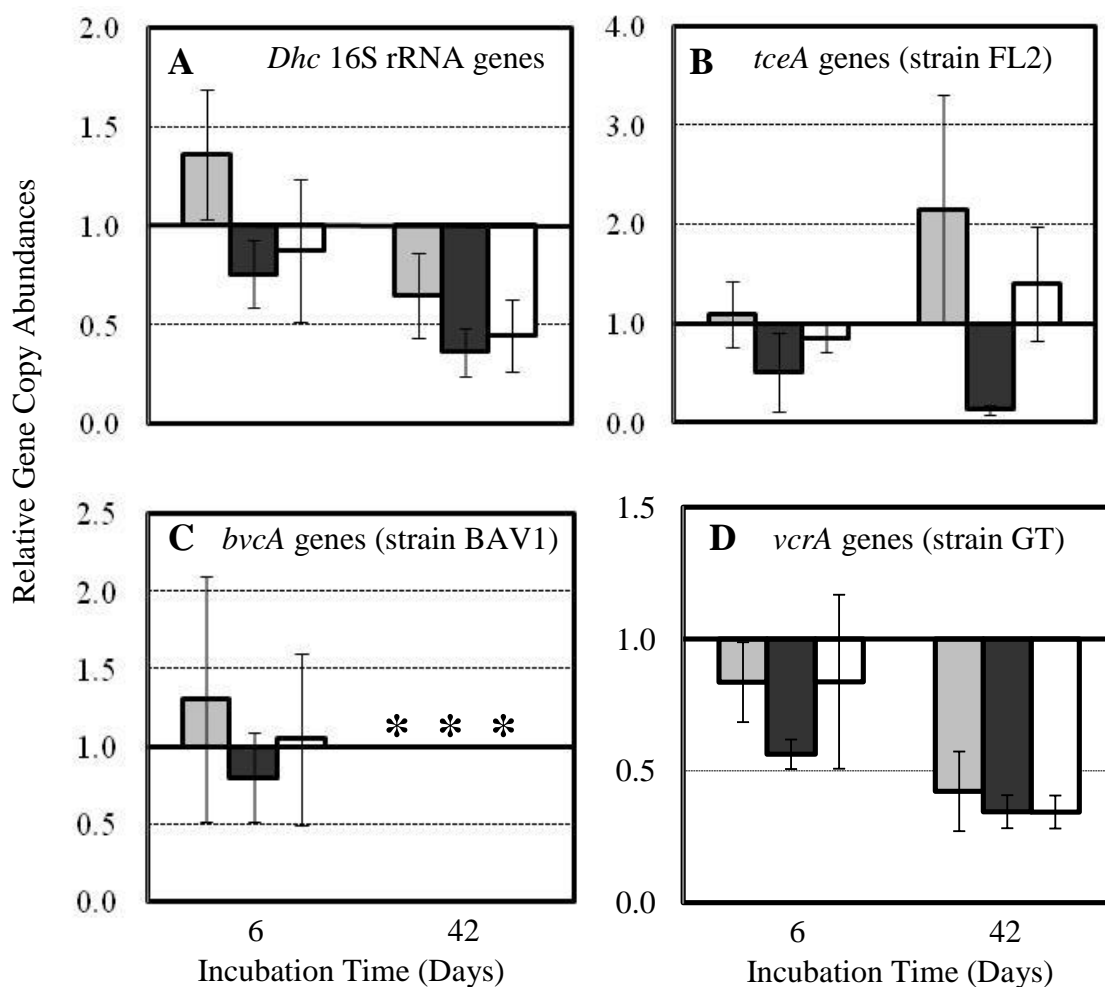 Relative Gene Copy Abundances
A Dhc 16S rRNA genes
2.0
1.5
1.0
0.5
0.0
B tceA genes (strain FL2)
4.0
3.0
2.0
1.0
0.0
C bvcA genes (strain BAV1)
2.5
2.0
1.5
1.0
0.5
0.0
* * *
6 42
Incubation Time (Days)
D vcrA genes (strain GT)
1.5
1.0
0.5
0.0
6 42
Incubation Time (Days)